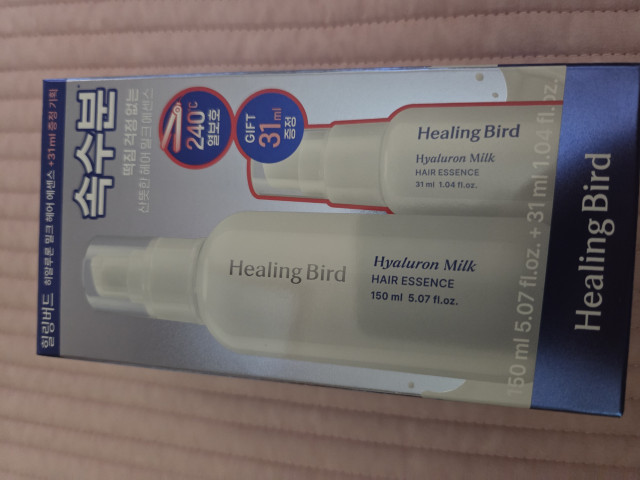 힐링버드 히알루론 밀크 헤어 에센스 +31ml 증정 기획
속수분
떡짐 걱정 없는
산뜻한 헤어 밀크 에센스
240℃
열보호
GIFT
31ml
증정
Healing Bird
Hyaluron Milk
HAIR ESSENCE
31 ml 1.04 fl.oz.
Healing Bird
Hyaluron Milk
HAIR ESSENCE
150 ml 5.07 fl.oz.
150 ml 5.07 fl.oz. + 31 ml 1.04 fl.oz.
Healing Bird